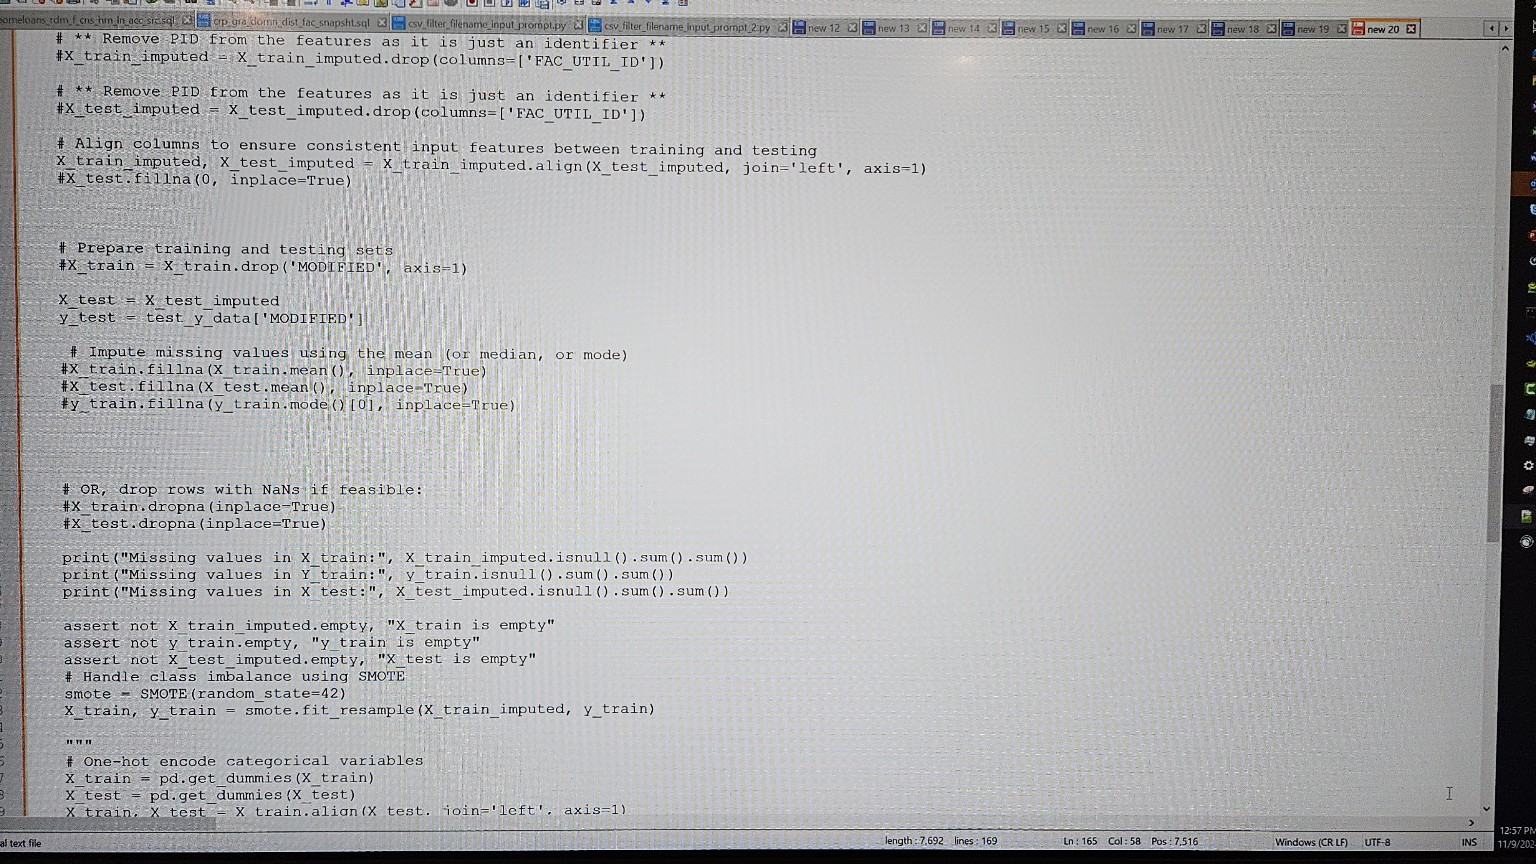 someloans_rdm_f_cns_hm_ln_acc_src.sql crp_gra_domn_dist_fac_snapsht.sql csv_filter_filename_input_prompt.py csv_filter_filename_input_prompt_2.py new 12 new 13 new 14 new 15 new 16 new 17 new 18 new 19 new 20
# ** Remove PID from the features as it is just an identifier **
#X_train_imputed = X_train_imputed.drop(columns=['FAC_UTIL_ID'])
# ** Remove PID from the features as it is just an identifier **
#X_test_imputed = X_test_imputed.drop(columns=['FAC_UTIL_ID'])
# Align columns to ensure consistent input features between training and testing
X_train_imputed, X_test_imputed = X_train_imputed.align(X_test_imputed, join='left', axis=1)
#X_test.fillna(0, inplace=True)
# Prepare training and testing sets
#X_train = X_train.drop('MODIFIED', axis=1)
X_test = X_test_imputed
y_test = test_y_data['MODIFIED']
# Impute missing values using the mean (or median, or mode)
#X_train.fillna(X_train.mean(), inplace=True)
#X_test.fillna(X_test.mean(), inplace=True)
#y_train.fillna(y_train.mode()[0], inplace=True)
# OR, drop rows with NaNs if feasible:
#X_train.dropna(inplace=True)
#X_test.dropna(inplace=True)
print("Missing values in X_train:", X_train_imputed.isnull().sum().sum())
print("Missing values in Y_train:", y_train.isnull().sum().sum())
print("Missing values in X_test:", X_test_imputed.isnull().sum().sum())
assert not X_train_imputed.empty, "X_train is empty"
assert not y_train.empty, "y_train is empty"
assert not X_test_imputed.empty, "X_test is empty"
# Handle class imbalance using SMOTE
smote = SMOTE(random_state=42)
X_train, y_train = smote.fit_resample(X_train_imputed, y_train)
"""
# One-hot encode categorical variables
X_train = pd.get_dummies(X_train)
X_test = pd.get_dummies(X_test)
X_train, X_test = X_train.align(X_test, join='left', axis=1)
al text file length : 7,692 lines : 169 Ln : 165 Col : 58 Pos : 7,516 Windows (CR LF) UTF-8 INS
12:57 PM
11/9/20